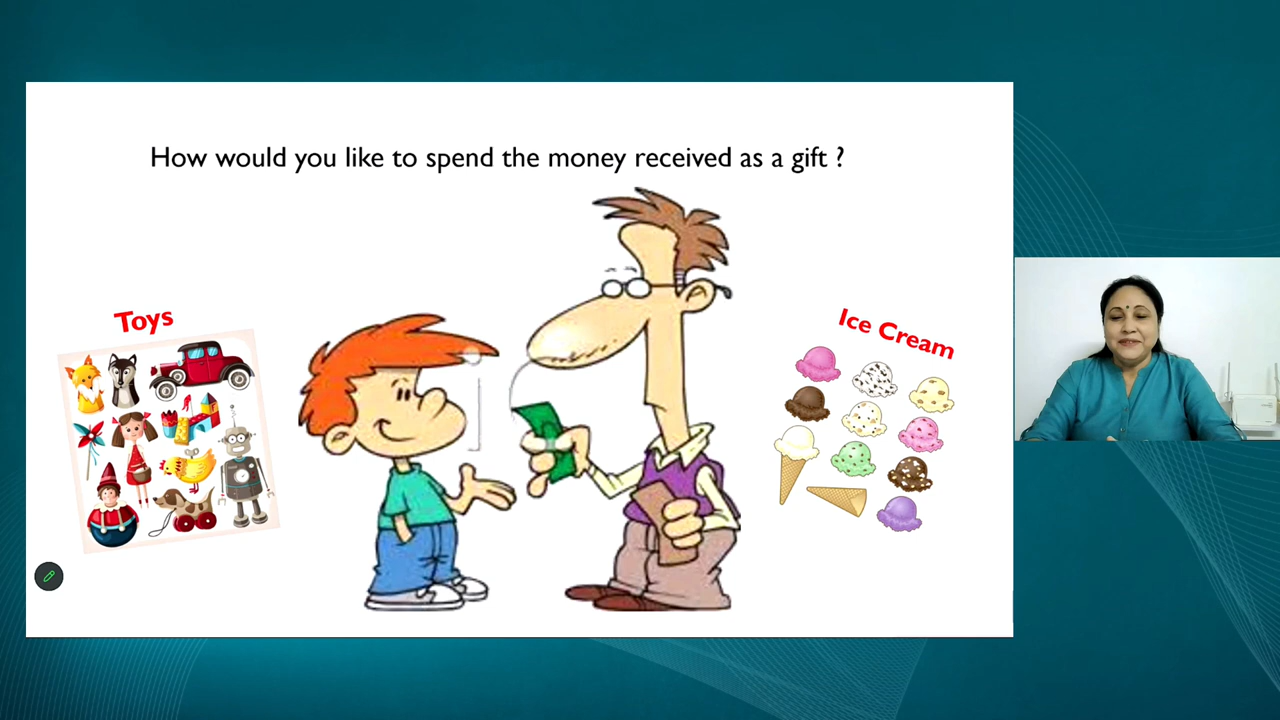 How would you like to spend the money received as a gift ?
Toys
Ice Cream